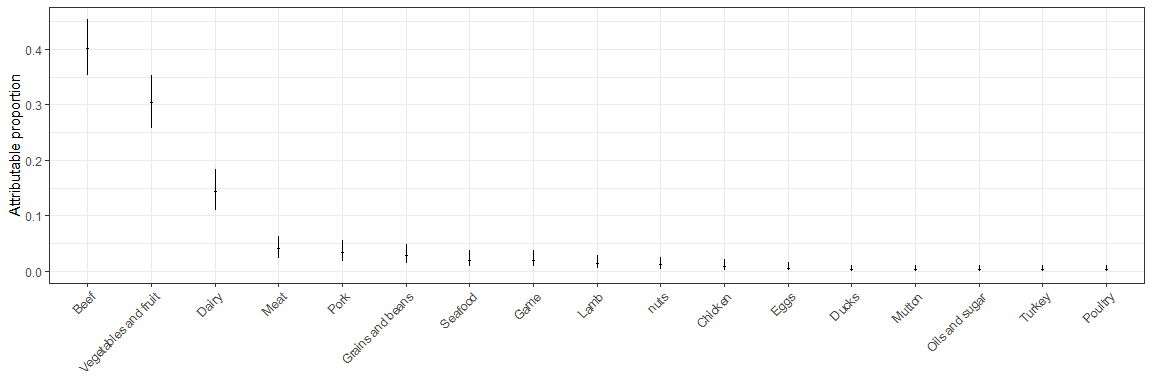 Attributable proportion
0.4
0.3
0.2
0.1
0.0
Beef
Vegetables and fruit
Dairy
Meat
Pork
Grains and beans
Seafood
Game
Lamb
nuts
Chicken
Eggs
Ducks
Mutton
Oils and sugar
Turkey
Poultry